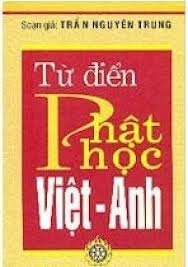 Soạn giả: TRẦN NGUYÊN TRUNG
Từ điển
Phật
học
Việt - Anh